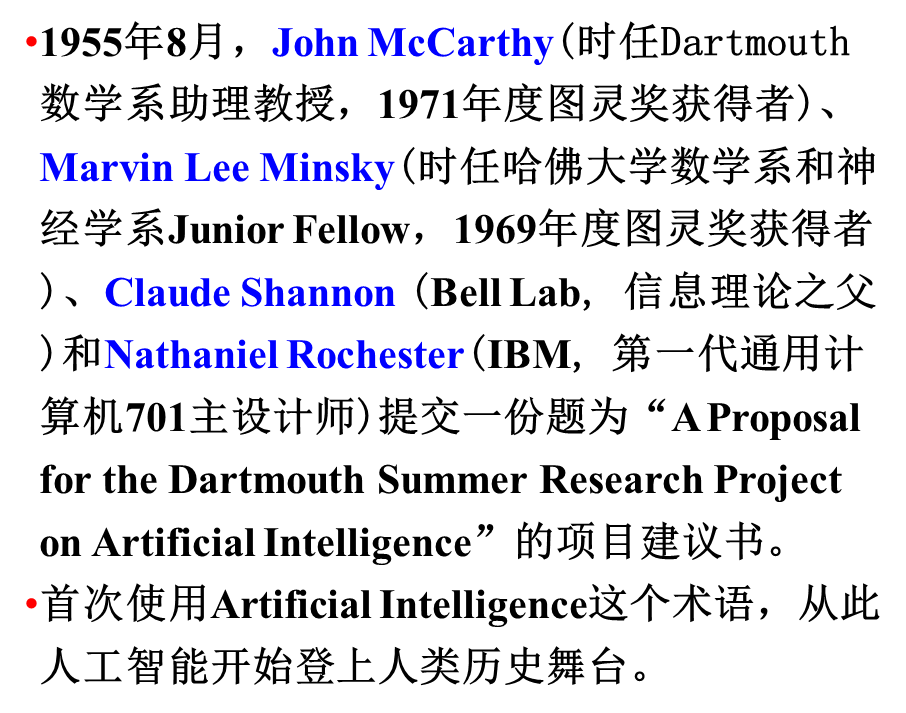 •1955年8月，John McCarthy(时任Dartmouth
数学系助理教授，1971年度图灵奖获得者)、
Marvin Lee Minsky(时任哈佛大学数学系和神
经学系Junior Fellow，1969年度图灵奖获得者
)、Claude Shannon (Bell Lab，信息理论之父
)和Nathaniel Rochester(IBM，第一代通用计
算机701主设计师)提交一份题为“A Proposal
for the Dartmouth Summer Research Project
on Artificial Intelligence”的项目建议书。
•首次使用Artificial Intelligence这个术语，从此
人工智能开始登上人类历史舞台。